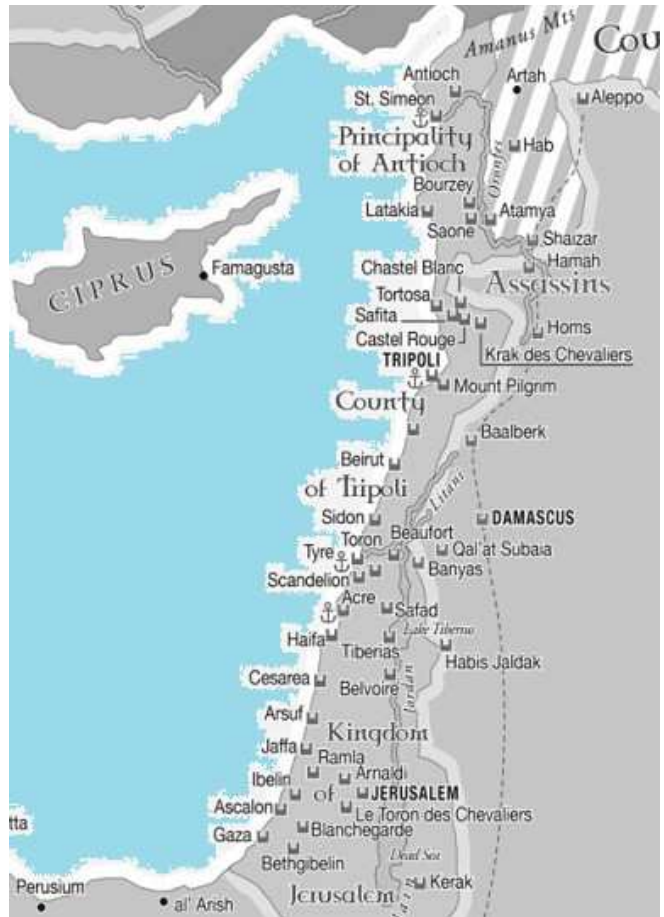 Amanus Mts
Cou
Antioch
Artah
St. Simeon
Aleppo
Principality
of Antioch
Hab
Orontes
Bourzey
Latakia
Saone
Atamya
Shaizar
CIPRUS
Famagusta
Chastel Blanc
Hamah
Assassins
Tortosa
Safita
Castel Rouge
Homs
Krak des Chevaliers
TRIPOLI
Mount Pilgrim
County
Baalberk
Beirut
Litani
of Tripoli
Sidon
DAMASCUS
Toron
Beaufort
Tyre
Qal'at Subaia
Banyas
Scandelion
Acre
Safad
Haifa
Lake Tiberias
Tiberias
Habis Jaldak
Cesarea
Belvoire
Jordan
Arsuf
Kingdom
Jaffa
Ramla
Arnaldi
Ibelin
of
JERUSALEM
Ascalon
Le Toron des Chevaliers
tta
Gaza
Blanchegarde
Bethgibelin
Dead Sea
Perusium
Jerusalem
Kerak
al' Arish